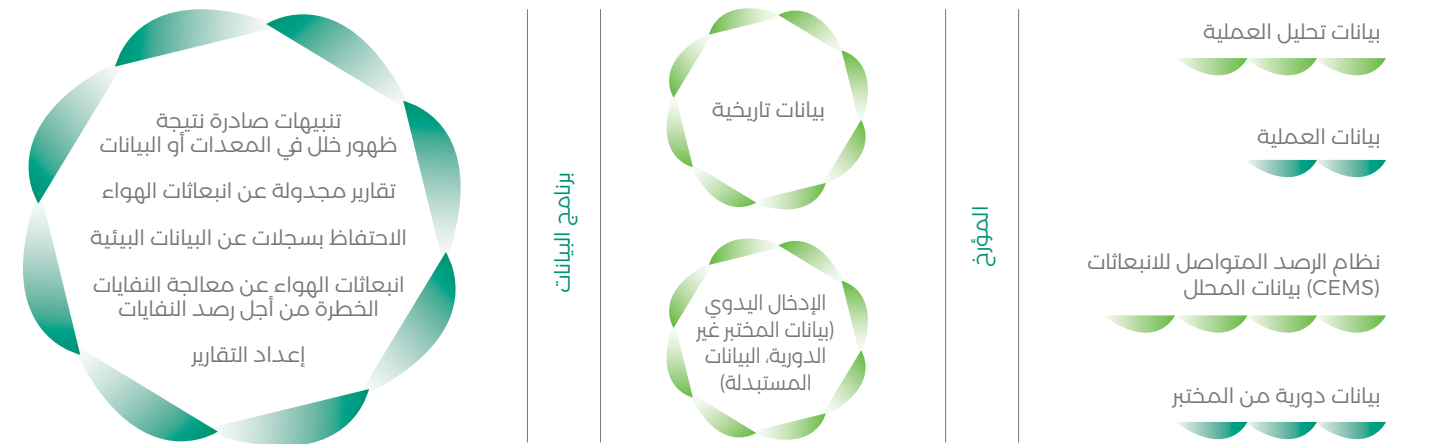 بيانات تحليل العملية
بيانات العملية
نظام الرصد المتواصل للانبعاثات
(CEMS) بيانات المحلل
بيانات دورية من المختبر
المؤرخ
بيانات تاريخية
الإدخال اليدوي
(بيانات المختبر غير
الدورية، البيانات
المستبدلة)
برنامج البيانات
تنبيهات صادرة نتيجة
ظهور خلل في المعدات أو البيانات
تقارير مجدولة عن انبعاثات الهواء
الاحتفاظ بسجلات عن البيانات البيئية
انبعاثات الهواء عن معالجة النفايات
الخطرة من أجل رصد النفايات
إعداد التقارير